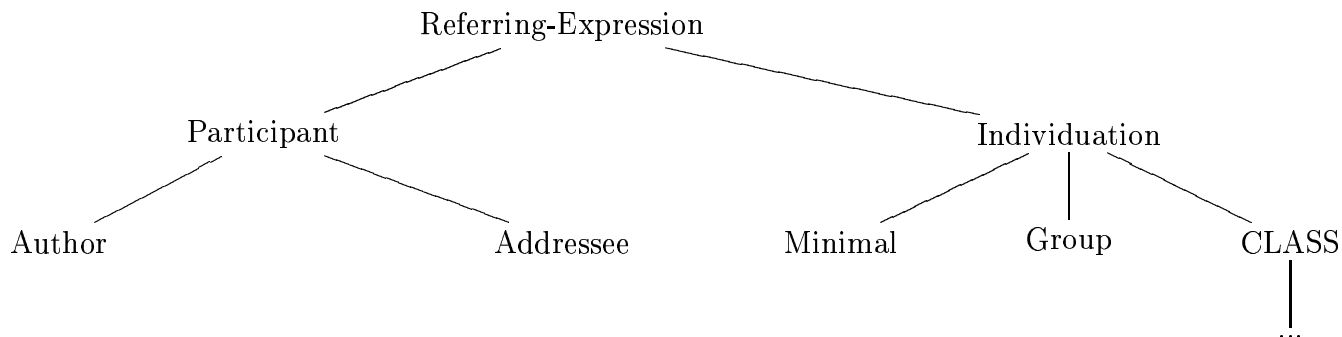 Referring-Expression
Participant Individuation
Author Addressee Minimal Group CLASS
...